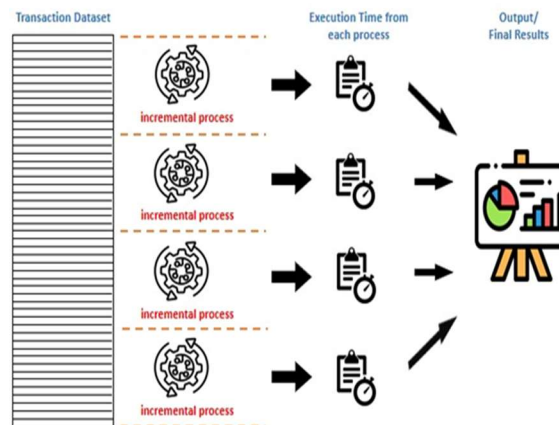 Transaction Dataset
Execution Time from
each process
Output/
Final Results
incremental process
incremental process
incremental process
incremental process